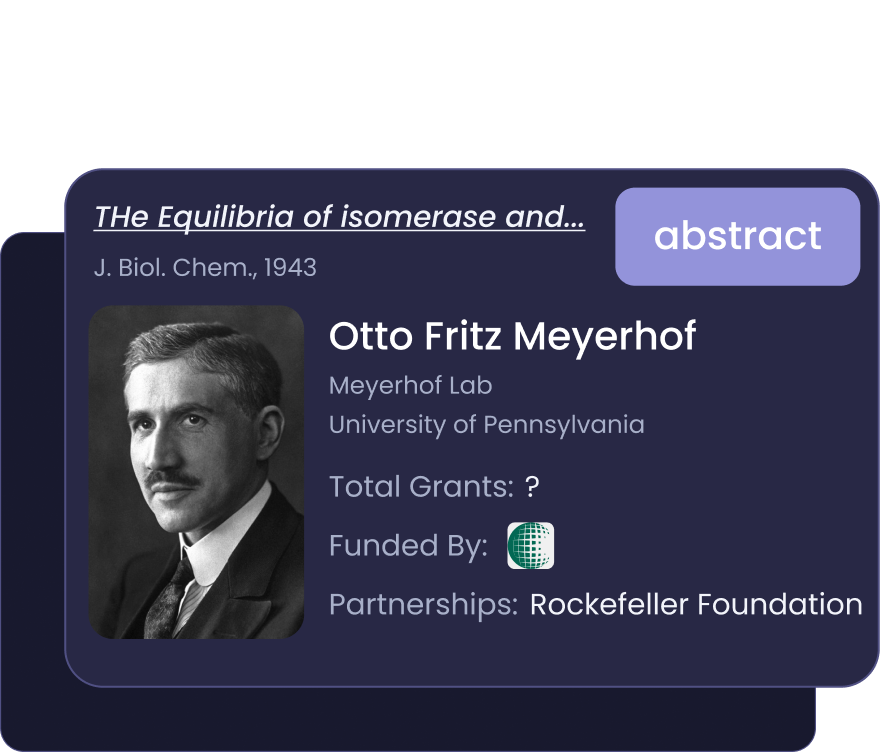 THe Equilibria of isomerase and...
abstract
J. Biol. Chem., 1943
Otto Fritz Meyerhof
Meyerhof Lab
University of Pennsylvania
Total Grants: ?
Funded By:
Partnerships: Rockefeller Foundation